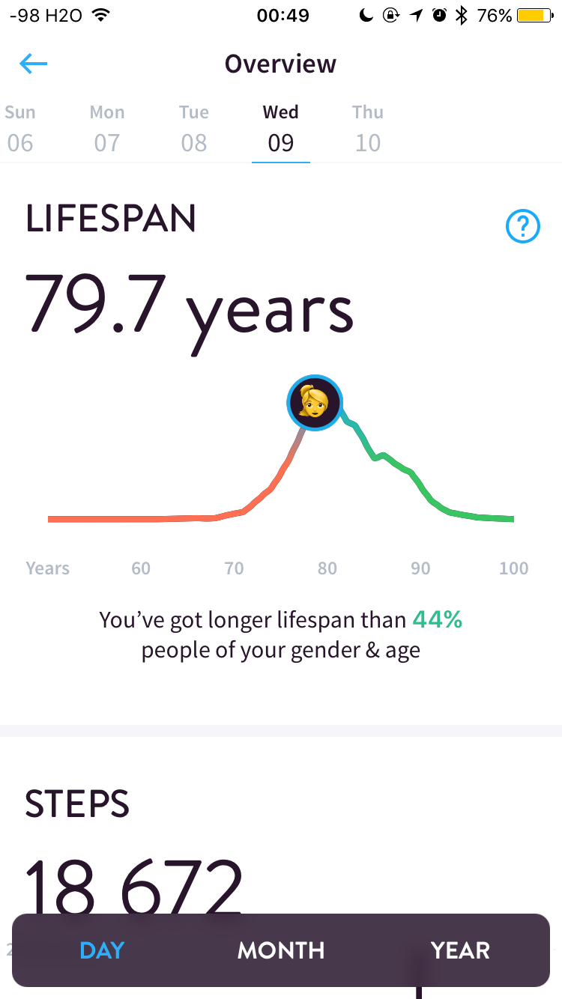 -98 H2O 00:49 76%
Overview
Sun Mon Tue Wed Thu
06 07 08 09 10
LIFESPAN
?
79.7 years
Years 60 70 80 90 100
You've got longer lifespan than 44%
people of your gender & age
STEPS
18 672
DAY MONTH YEAR